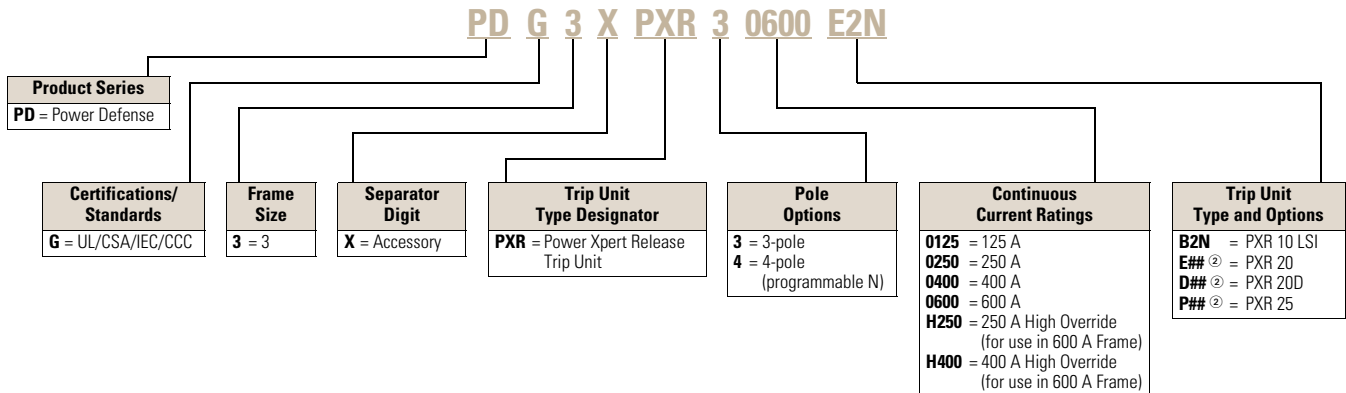 PD G 3 X PXR 3 0600 E2N
Product Series
PD = Power Defense
Certifications/
Standards
G = UL/CSA/IEC/CCC
Frame
Size
3 = 3
Separator
Digit
X = Accessory
Trip Unit
Type Designator
PXR = Power Xpert Release
Trip Unit
Pole
Options
3 = 3-pole
4 = 4-pole
(programmable N)
Continuous
Current Ratings
0125 = 125 A
0250 = 250 A
0400 = 400 A
0600 = 600 A
H250 = 250 A High Override
(for use in 600 A Frame)
H400 = 400 A High Override
(for use in 600 A Frame)
Trip Unit
Type and Options
B2N = PXR 10 LSI
E## ② = PXR 20
D## ② = PXR 20D
P## ② = PXR 25